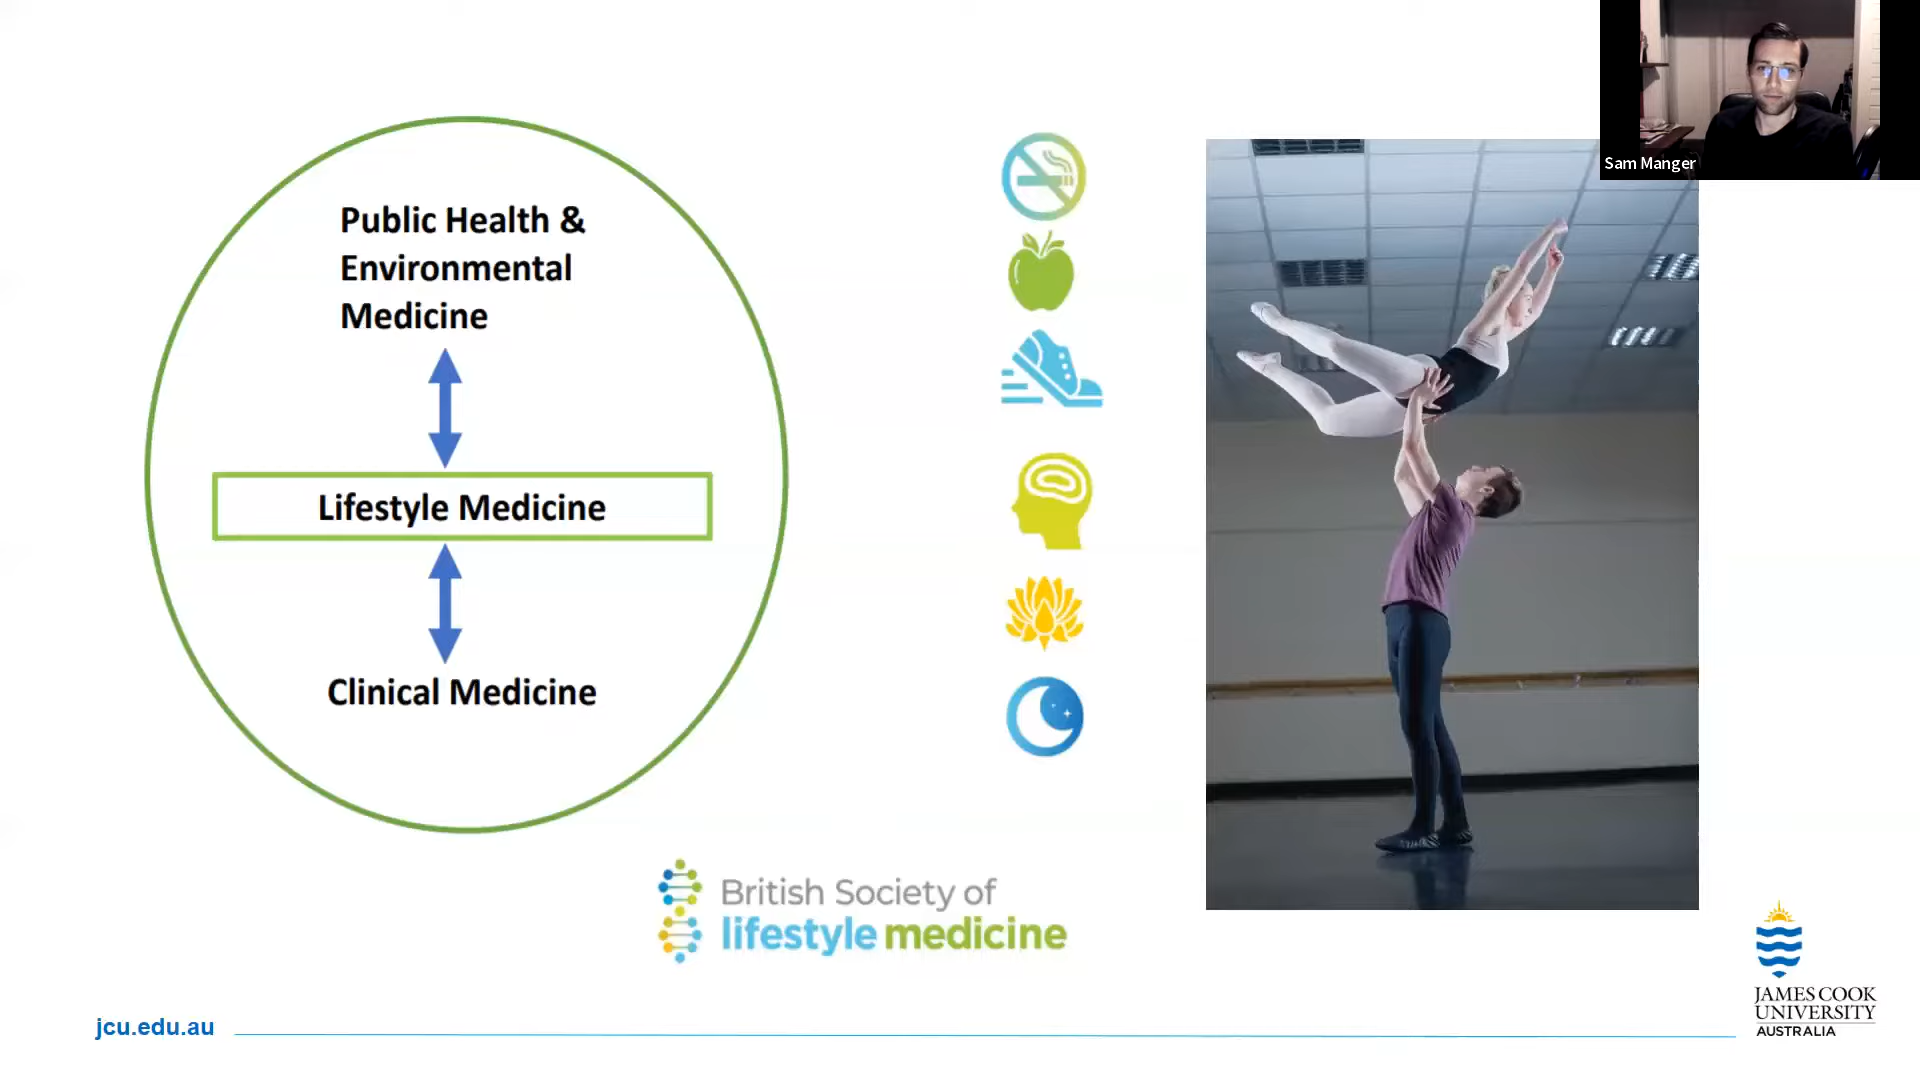 Sam Manger
Public Health &
Environmental
Medicine
Lifestyle Medicine
Clinical Medicine
British Society of
lifestyle medicine
jcu.edu.au
JAMES COOK
UNIVERSITY
AUSTRALIA